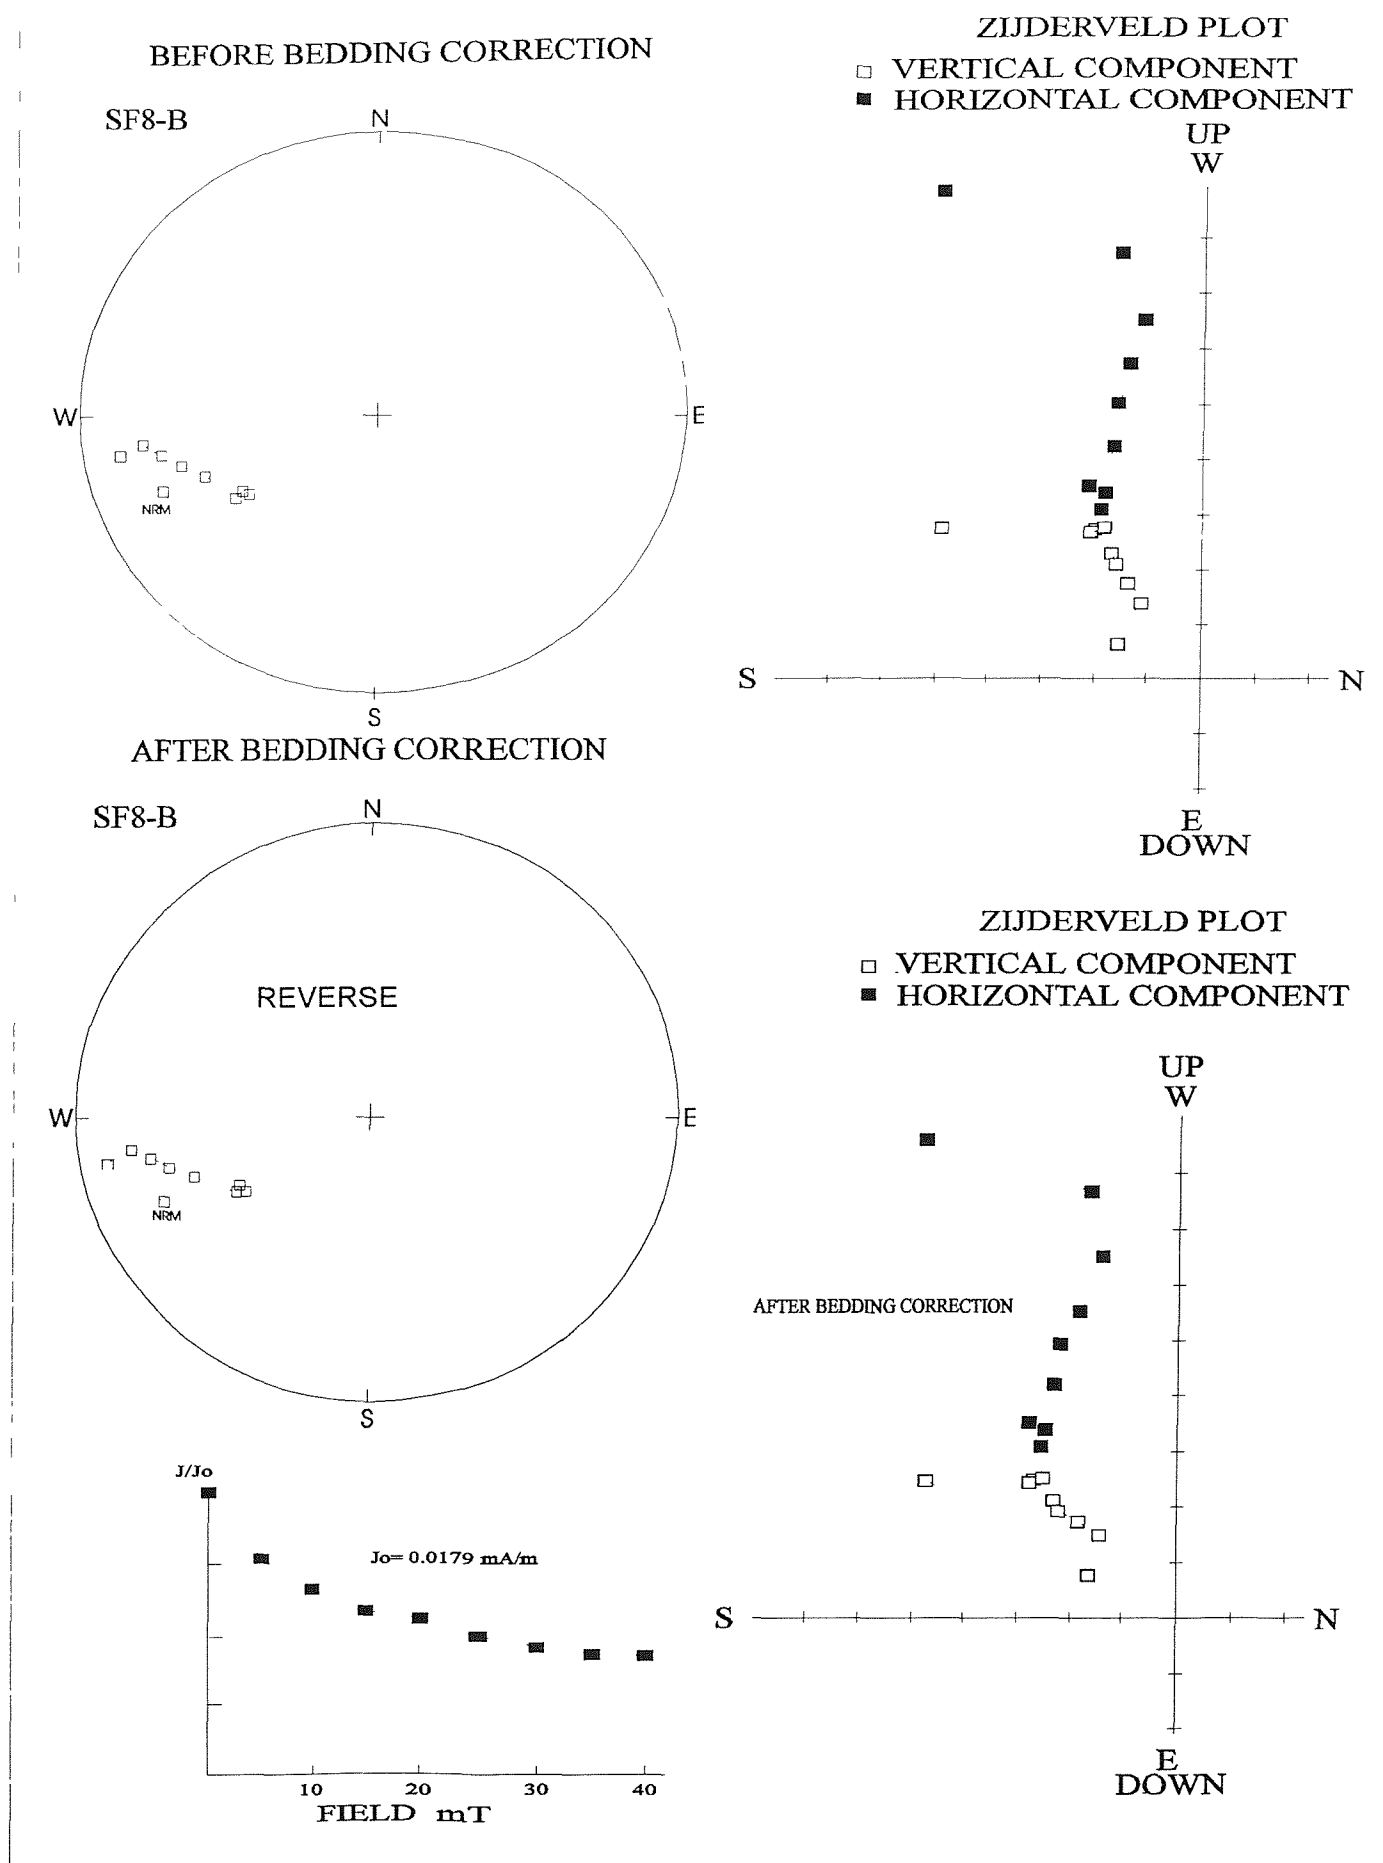 BEFORE BEDDING CORRECTION
SF8-B
N
W
E
S
ZIJDERVELD PLOT
VERTICAL COMPONENT
HORIZONTAL COMPONENT
UP
W
S
N
E
DOWN
NRM
AFTER BEDDING CORRECTION
SF8-B
N
REVERSE
W
E
NRM
S
ZIJDERVELD PLOT
VERTICAL COMPONENT
HORIZONTAL COMPONENT
UP
W
AFTER BEDDING CORRECTION
S
N
E
DOWN
J/Jo
Jo= 0.0179 mA/m
10 20 30 40
FIELD mT